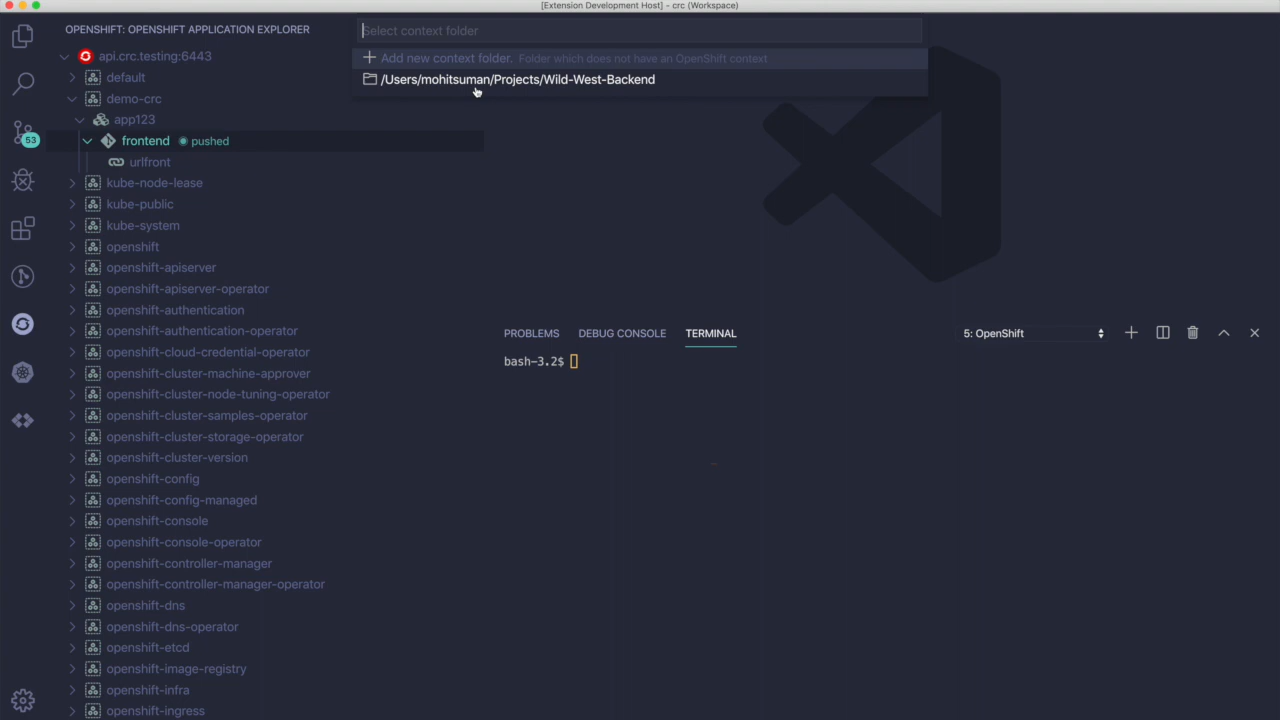 [Extension Development Host] - crc (Workspace)
OPENSHIFT: OPENSHIFT APPLICATION EXPLORER
Select context folder
Add new context folder. Folder which does not have an OpenShift context
/Users/mohitsuman/Projects/Wild-West-Backend
api.crc.testing:6443
default
demo-crc
app123
frontend pushed
urlfront
kube-node-lease
kube-public
kube-system
openshift
openshift-apiserver
openshift-apiserver-operator
openshift-authentication
openshift-authentication-operator
openshift-cloud-credential-operator
openshift-cluster-machine-approver
openshift-cluster-node-tuning-operator
openshift-cluster-samples-operator
openshift-cluster-storage-operator
openshift-cluster-version
openshift-config
openshift-config-managed
openshift-console
openshift-console-operator
openshift-controller-manager
openshift-controller-manager-operator
openshift-dns
openshift-dns-operator
openshift-etcd
openshift-image-registry
openshift-infra
openshift-ingress
53
PROBLEMS DEBUG CONSOLE TERMINAL 5: OpenShift
bash-3.2$